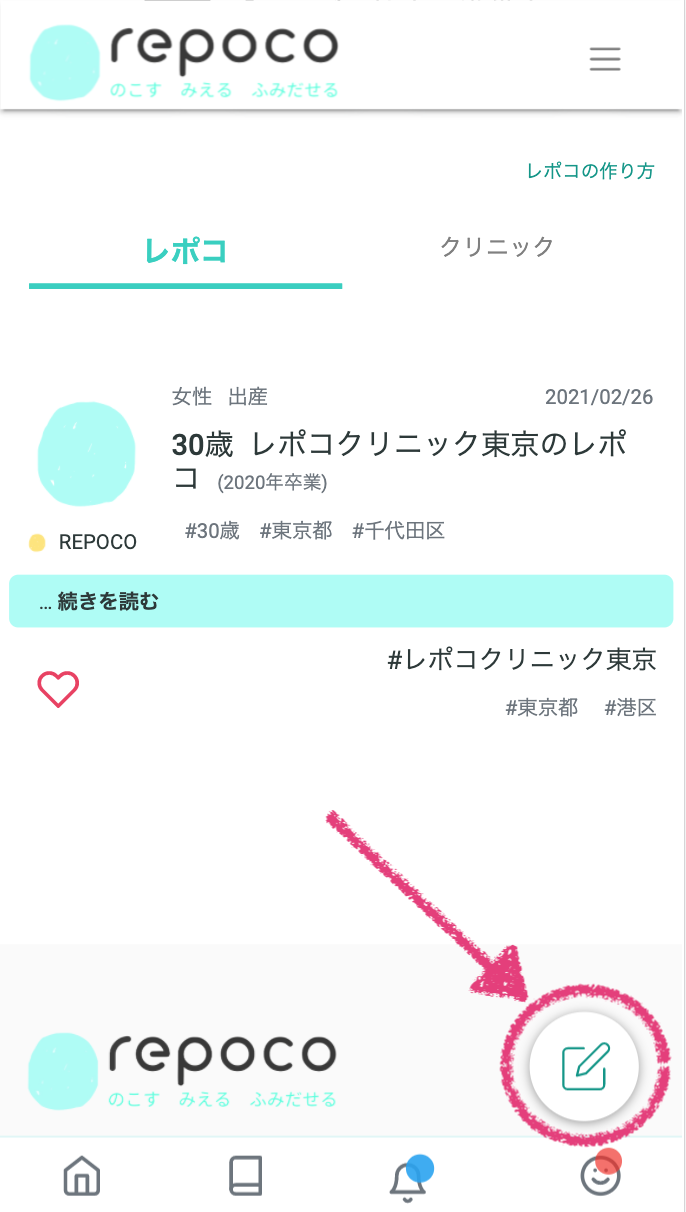 repoco
のこす みえる ふみだせる
レポコの作り方
レポコ クリニック
女性 出産 2021/02/26
30歳 レポコクリニック東京のレポ
コ (2020年卒業)
#30歳 #東京都 #千代田区
REPOCO
... 続きを読む
#レポコクリニック東京
#東京都 #港区
repoco
のこす みえる ふみだせる